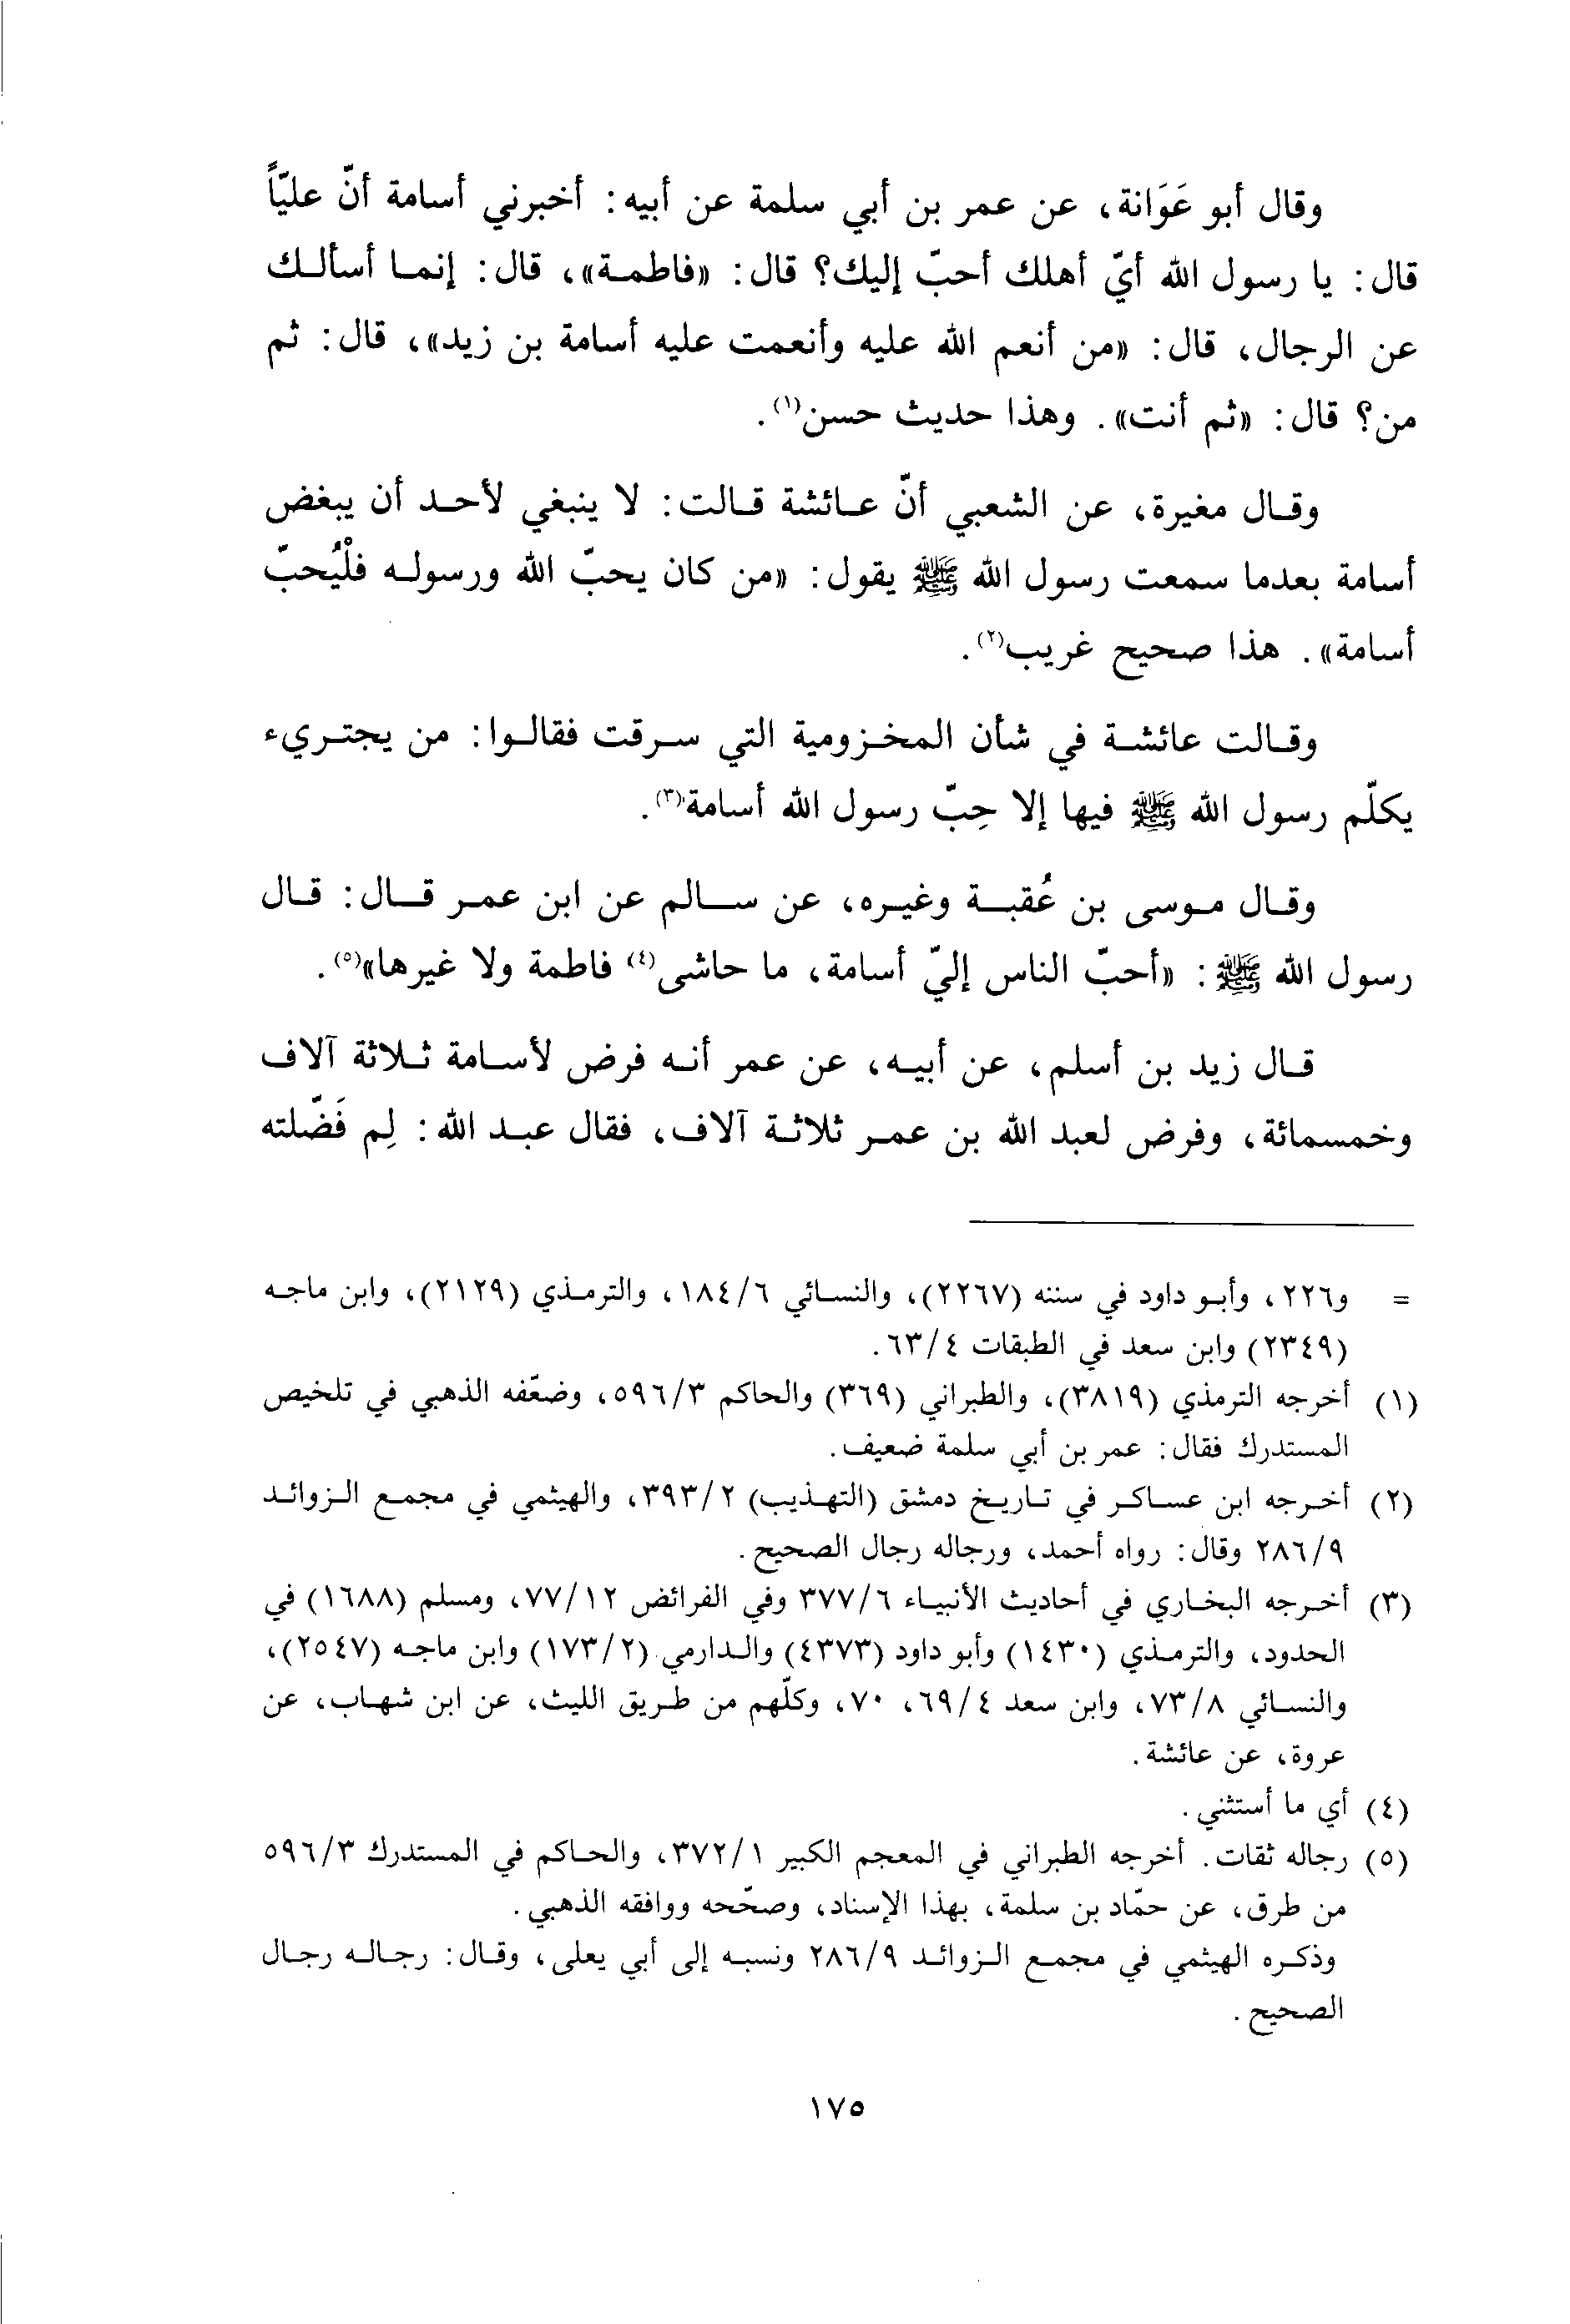 وقال أبو عَوَانة، عن عمر بن أبي سلمة عن أبيه: أخبرني أسامة أنّ عليّاً
قال: يا رسول الله أيّ أهلك أحبّ إليك؟ قال: «فاطمة»، قال: إنما أسألك
عن الرجال، قال: «من أنعم الله عليه وأنعمت عليه أسامة بن زيد»، قال: ثم
من؟ قال: «ثم أنت». وهذا حديث حسن(١).
وقال مغيرة، عن الشعبي أنّ عائشة قالت: لا ينبغي لأحد أن يبغض
أسامة بعدما سمعت رسول الله ﷺ يقول: «من كان يحبّ الله ورسوله فلْيُحبّ
أسامة». هذا صحيح غريب(٢).
وقالت عائشة في شأن المخزومية التي سرقت فقالوا: من يجتريء
يكلّم رسول الله ﷺ فيها إلا حِبّ رسول الله أسامة(٣).
وقال موسى بن عُقبة وغيره، عن سالم عن ابن عمر قال: قال
رسول الله ﷺ: «أحبّ الناس إليّ أسامة، ما حاشى(٤) فاطمة ولا غيرها»(٥).
قال زيد بن أسلم، عن أبيه، عن عمر أنه فرض لأسامة ثلاثة آلاف
وخمسمائة، وفرض لعبد الله بن عمر ثلاثة آلاف، فقال عبد الله: لِم فَضّلته
= و٢٢٦، وأبو داود في سننه (٢٢٦٧)، والنسائي ١٨٤/٦، والترمذي (٢١٢٩)، وابن ماجه
(٢٣٤٩) وابن سعد في الطبقات ٦٣/٤.
(١) أخرجه الترمذي (٣٨١٩)، والطبراني (٣٦٩) والحاكم ٥٩٦/٣، وضعّفه الذهبي في تلخيص
المستدرك فقال: عمر بن أبي سلمة ضعيف.
(٢) أخرجه ابن عساكر في تاريخ دمشق (التهذيب) ٣٩٣/٢، والهيثمي في مجمع الزوائد
٢٨٦/٩ وقال: رواه أحمد، ورجاله رجال الصحيح.
(٣) أخرجه البخاري في أحاديث الأنبياء ٣٧٧/٦ وفي الفرائض ٧٧/١٢، ومسلم (١٦٨٨) في
الحدود، والترمذي (١٤٣٠) وأبو داود (٤٣٧٣) والدارمي (١٧٣/٢) وابن ماجه (٢٥٤٧)،
والنسائي ٧٣/٨، وابن سعد ٦٩/٤، ٧٠، وكلّهم من طريق الليث، عن ابن شهاب، عن
عروة، عن عائشة.
(٤) أي ما أستثني.
(٥) رجاله ثقات. أخرجه الطبراني في المعجم الكبير ٣٧٢/١، والحاكم في المستدرك ٥٩٦/٣
من طرق، عن حمّاد بن سلمة، بهذا الإسناد، وصحّحه ووافقه الذهبي.
وذكره الهيثمي في مجمع الزوائد ٢٨٦/٩ ونسبه إلى أبي يعلى، وقال: رجاله رجال
الصحيح.
١٧٥